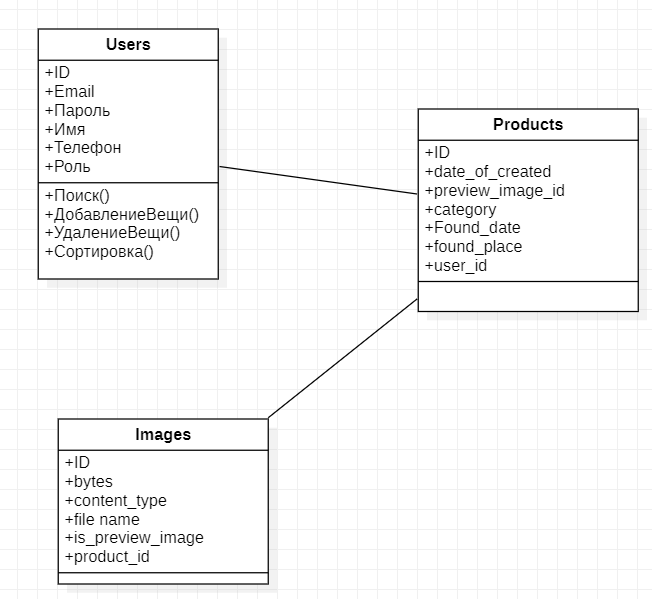 Users
+ID
+Email
+Пароль
+Имя
+Телефон
+Роль
+Поиск()
+ДобавлениеВещи()
+УдалениеВещи()
+Сортировка()
Products
+ID
+date_of_created
+preview_image_id
+category
+Found_date
+found_place
+user_id
Images
+ID
+bytes
+content_type
+file name
+is_preview_image
+product_id